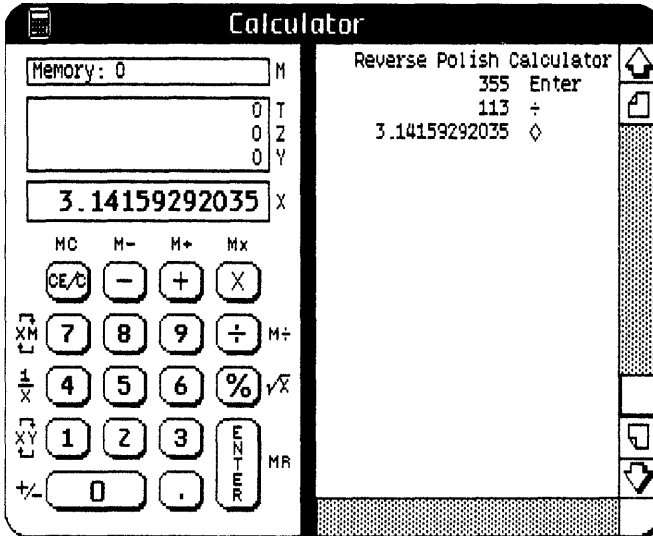 Calculator
Memory: 0 M
0 T
0 Z
0 Y
3.14159292035 X
MC M- M+ Mx
CE/C - + X
XM 7 8 9 ÷ M÷
1/X 4 5 6 % √X
XY 1 2 3 ENTER MR
+/- 0 .
Reverse Polish Calculator
355 Enter
113 ÷
3.14159292035 ◊